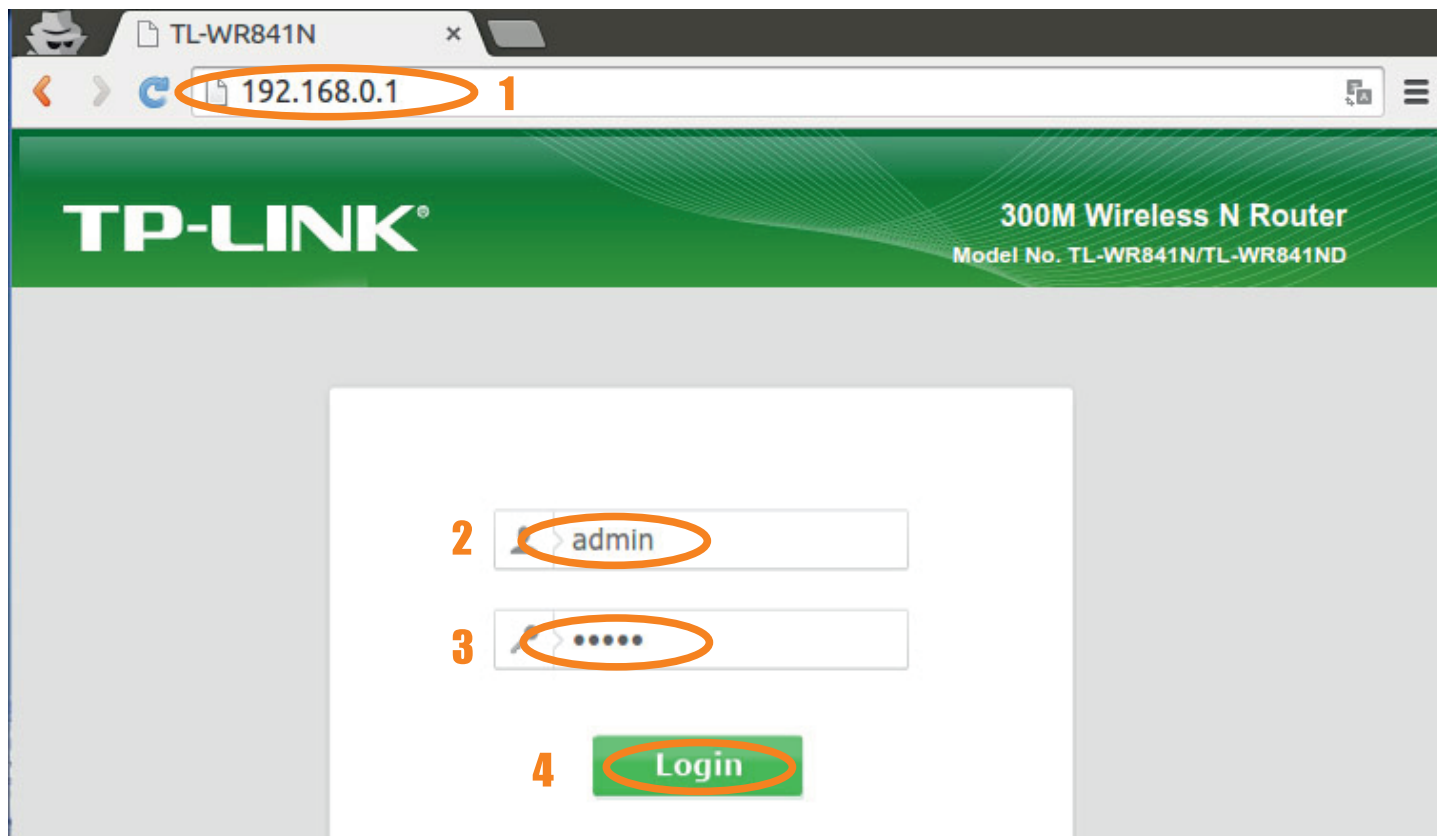 TL-WR841N
192.168.0.1 1
TP-LINK®
300M Wireless N Router
Model No. TL-WR841N/TL-WR841ND
2 admin
3 •••••
4 Login